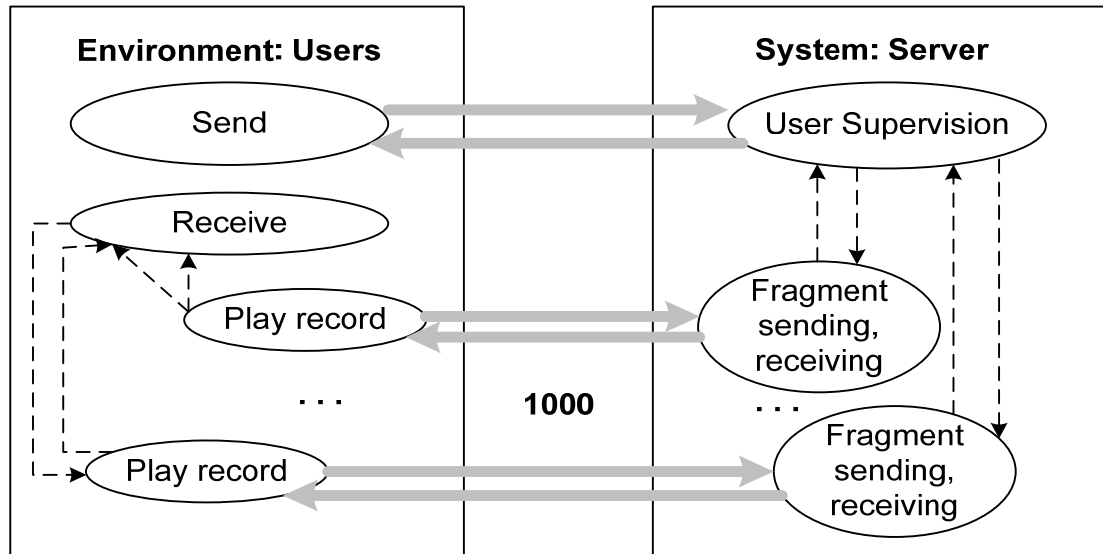 Environment: Users
Send
Receive
Play record
. . .
Play record
1000
System: Server
User Supervision
Fragment
sending,
receiving
. . .
Fragment
sending,
receiving